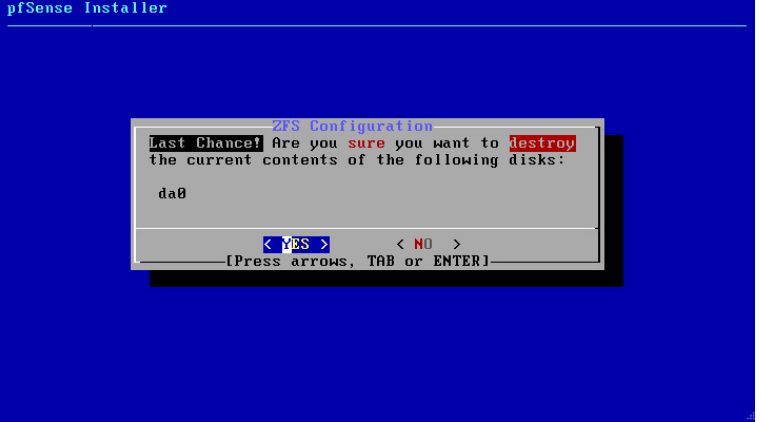 pfSense Installer
ZFS Configuration
Last Chance! Are you sure you want to destroy
the current contents of the following disks:
da0
< YES > < NO >
[Press arrows, TAB or ENTER]